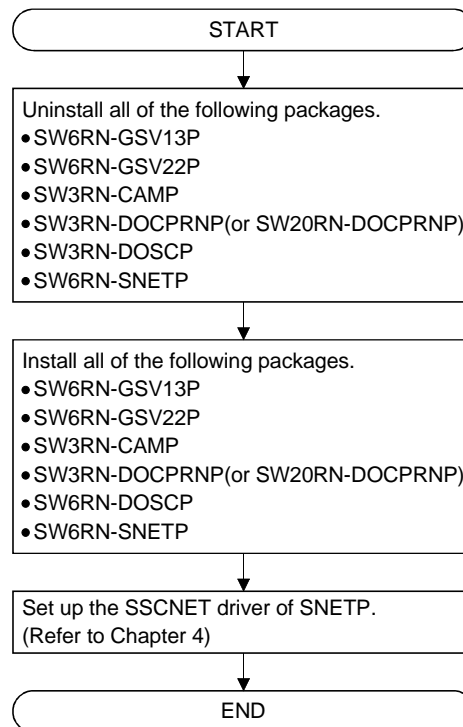 START
Uninstall all of the following packages.
•SW6RN-GSV13P
•SW6RN-GSV22P
•SW3RN-CAMP
•SW3RN-DOCPRNP(or SW20RN-DOCPRNP)
•SW3RN-DOSCP
•SW6RN-SNETP
Install all of the following packages.
•SW6RN-GSV13P
•SW6RN-GSV22P
•SW3RN-CAMP
•SW3RN-DOCPRNP(or SW20RN-DOCPRNP)
•SW6RN-DOSCP
•SW6RN-SNETP
Set up the SSCNET driver of SNETP.
(Refer to Chapter 4)
END